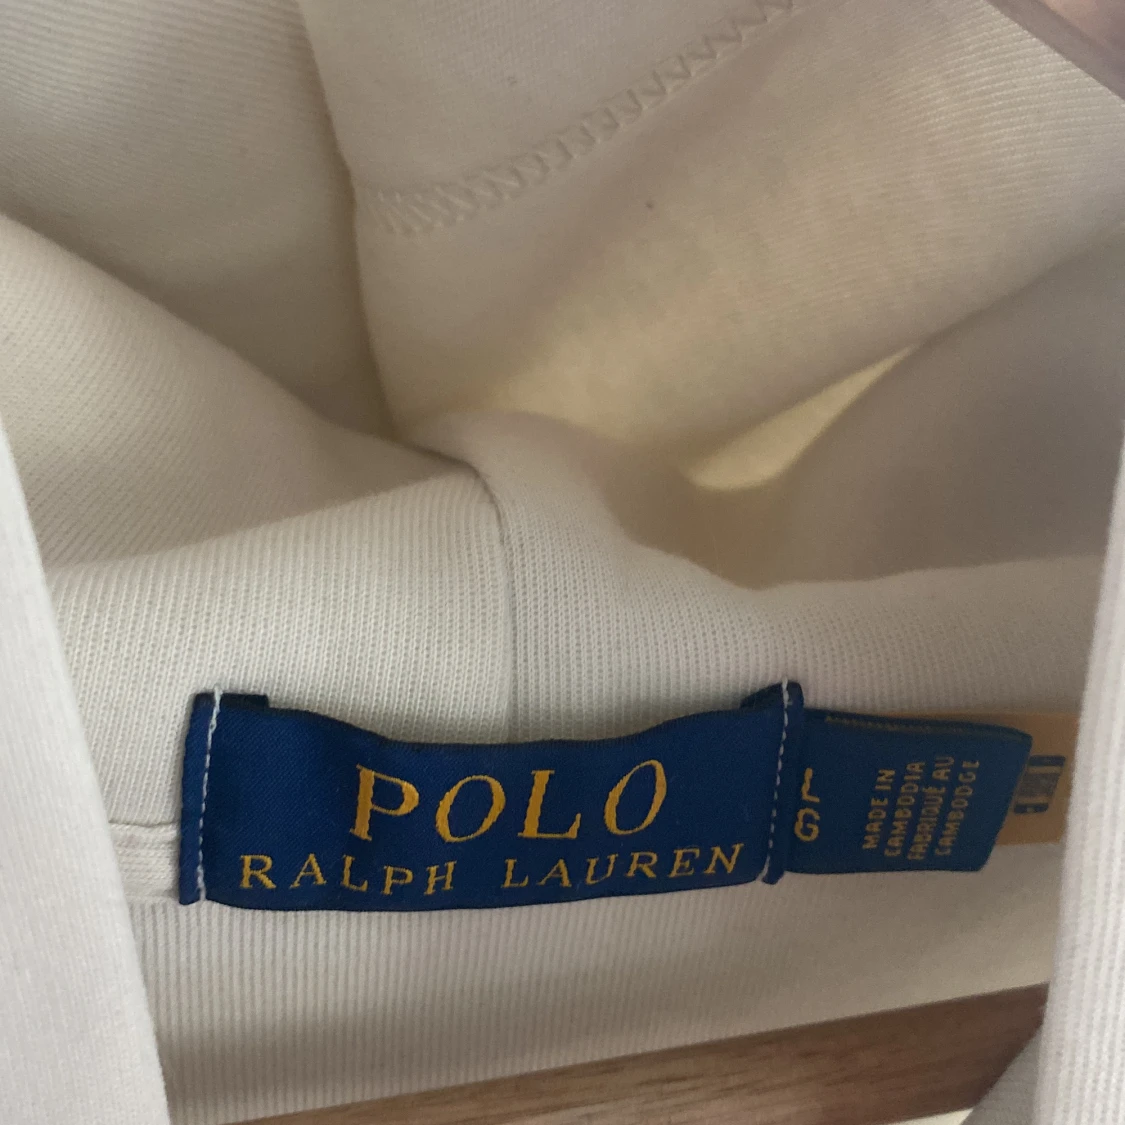 POLO
RALPH LAUREN
L
G
MADE IN
CAMBODIA
FABRIQUÉ AU
CAMBODGE